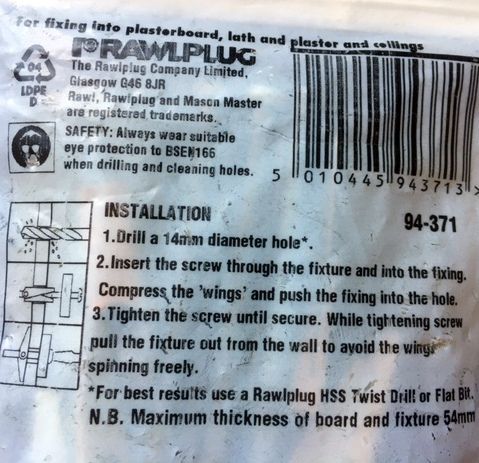 For fixing into plasterboard, lath and plaster and ceilings
RAWLPLUG
The Rawlplug Company Limited,
Glasgow G46 8JR
Rawl, Rawlplug and Mason Master
are registered trademarks.
04
LDPE
D
SAFETY: Always wear suitable
eye protection to BSEN166
when drilling and cleaning holes.
5 010445 943713 >
INSTALLATION
94-371
1.Drill a 14mm diameter hole*.
2.Insert the screw through the fixture and into the fixing.
Compress the 'wings' and push the fixing into the hole.
3.Tighten the screw until secure. While tightening screw
pull the fixture out from the wall to avoid the wings
spinning freely.
*For best results use a Rawlplug HSS Twist Drill or Flat Bit.
N.B. Maximum thickness of board and fixture 54mm